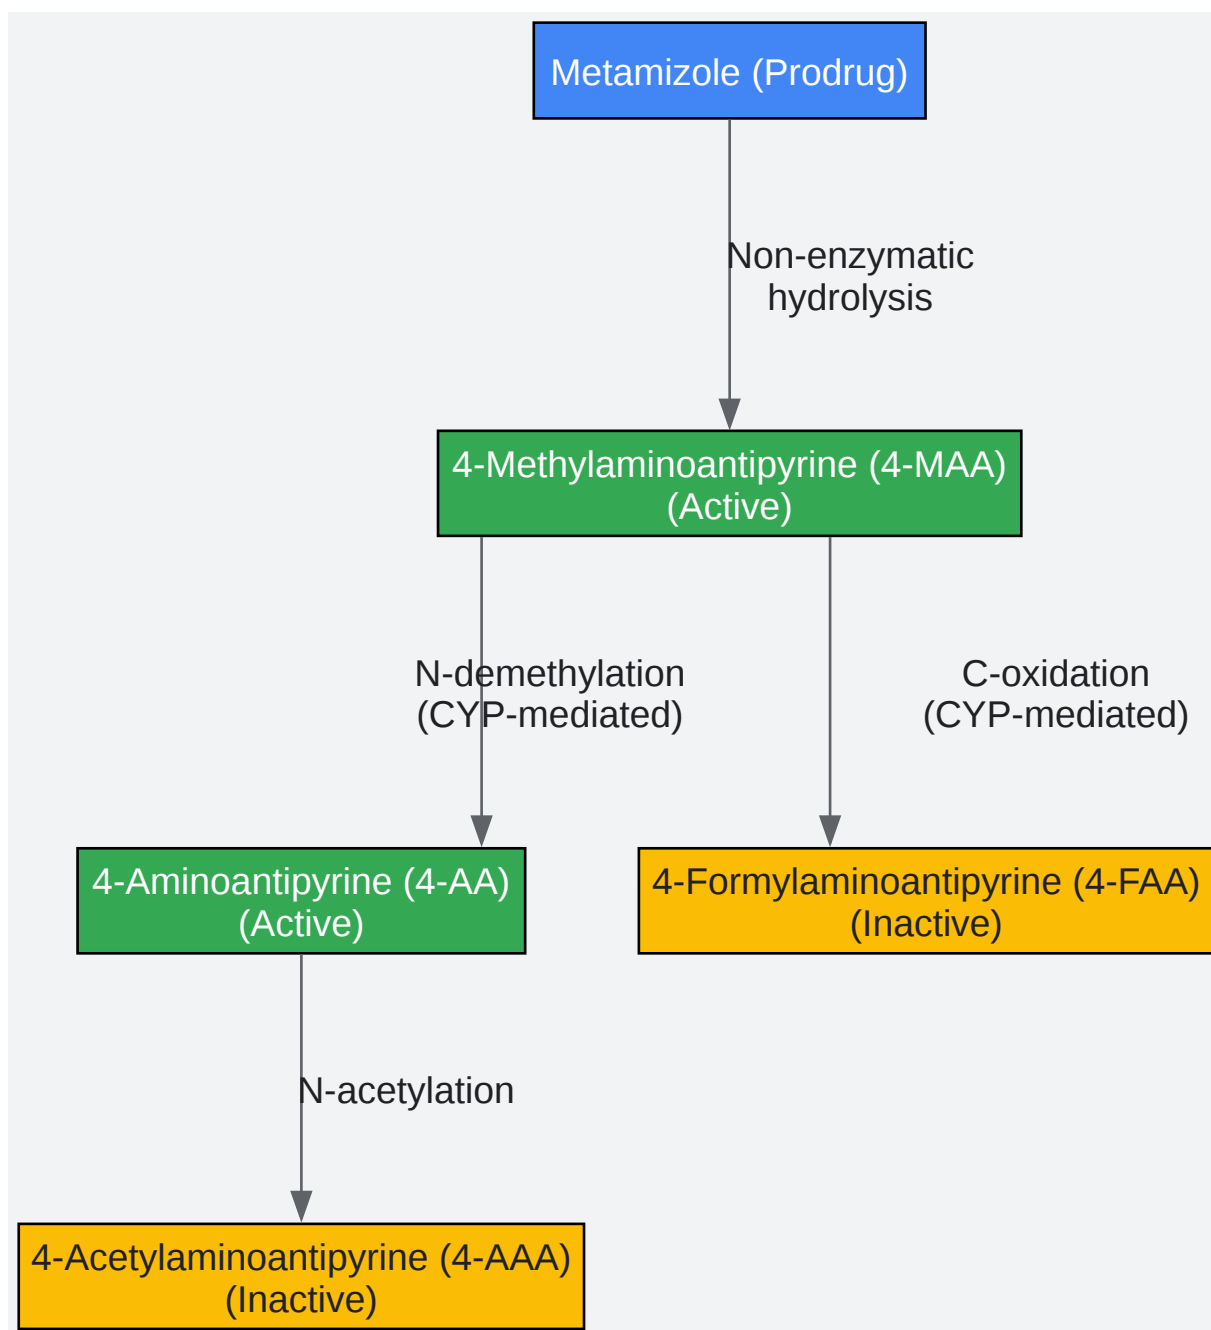 Metamizole (Prodrug)
Non-enzymatic
hydrolysis
4-Methylaminoantipyrine (4-MAA)
(Active)
N-demethylation
(CYP-mediated)
C-oxidation
(CYP-mediated)
4-Aminoantipyrine (4-AA)
(Active)
4-Formylaminoantipyrine (4-FAA)
(Inactive)
N-acetylation
4-Acetylaminoantipyrine (4-AAA)
(Inactive)